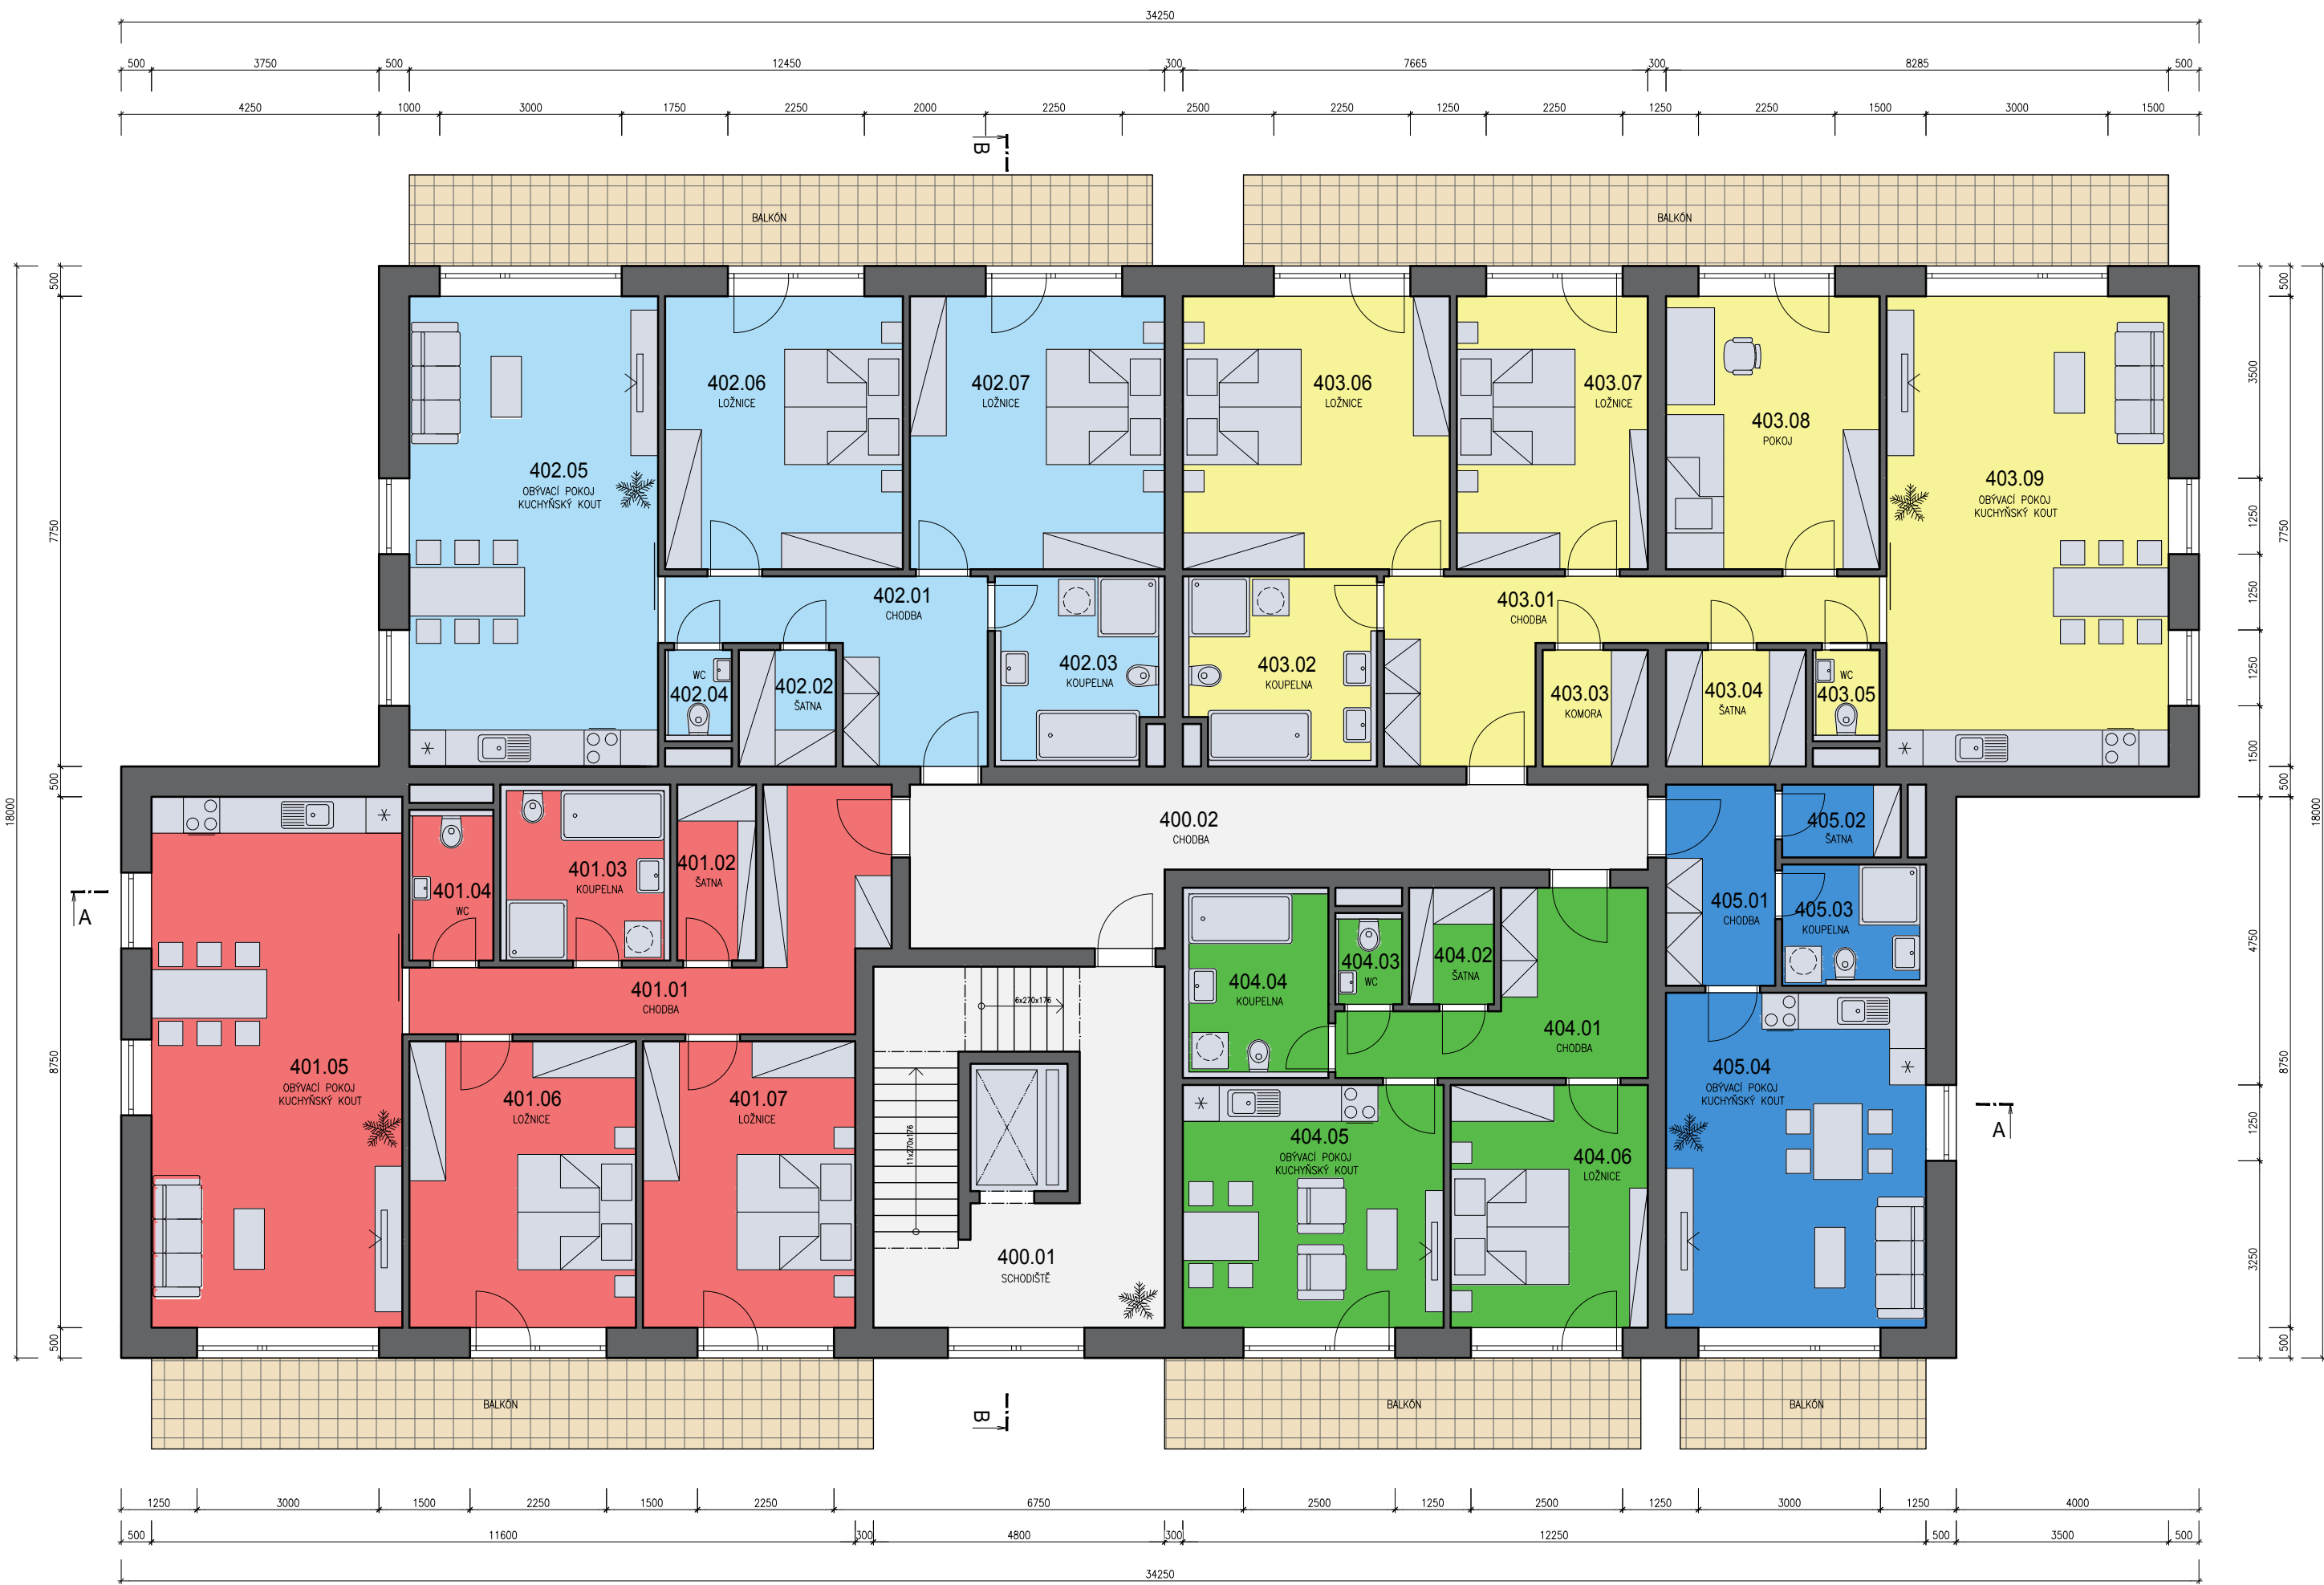 34250
500 3750 500 12450 300 7665 300 8285 500
4250 1000 3000 1750 2250 2000 2250 2500 2250 1250 2250 1250 2250 1500 3000 1500
B
BALKÓN
BALKÓN
18000
500
7750
500
8750
500
402.05
OBÝVACÍ POKOJ
KUCHYŇSKÝ KOUT
402.06
LOŽNICE
402.07
LOŽNICE
402.01
CHODBA
WC
402.04
402.02
ŠATNA
402.03
KOUPELNA
403.06
LOŽNICE
403.07
LOŽNICE
403.08
POKOJ
403.09
OBÝVACÍ POKOJ
KUCHYŇSKÝ KOUT
403.01
CHODBA
403.02
KOUPELNA
403.03
KOMORA
403.04
ŠATNA
WC
403.05
3500
1250
1250
1250
1500
4750
1250
3250
500
7750
500
8750
500
18000
400.02
CHODBA
A
401.04
WC
401.03
KOUPELNA
401.02
ŠATNA
401.01
CHODBA
401.05
OBÝVACÍ POKOJ
KUCHYŇSKÝ KOUT
401.06
LOŽNICE
401.07
LOŽNICE
6x270x176
11x270x176
400.01
SCHODIŠTĚ
404.04
KOUPELNA
404.03
WC
404.02
ŠATNA
404.01
CHODBA
404.05
OBÝVACÍ POKOJ
KUCHYŇSKÝ KOUT
404.06
LOŽNICE
405.02
ŠATNA
405.01
CHODBA
405.03
KOUPELNA
405.04
OBÝVACÍ POKOJ
KUCHYŇSKÝ KOUT
A
BALKÓN
B
BALKÓN
BALKÓN
1250 3000 1500 2250 1500 2250 6750 2500 1250 2500 1250 3000 1250 4000
500 11600 300 4800 300 12250 500 3500 500
34250